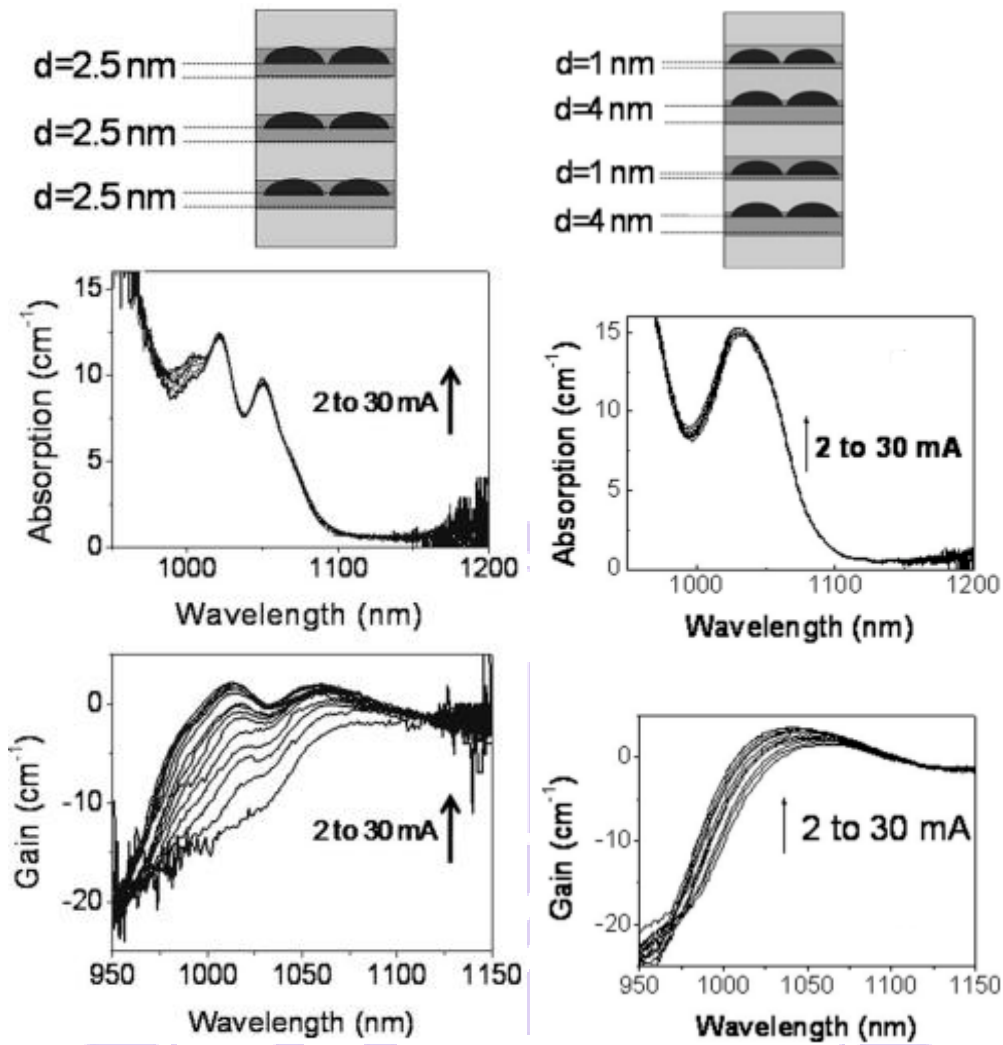 d=2.5 nm
d=2.5 nm
d=2.5 nm
d=1 nm
d=4 nm
d=1 nm
d=4 nm
Absorption (cm⁻¹)
15
10
5
0
2 to 30 mA
1000
1100
1200
Wavelength (nm)
Absorption (cm⁻¹)
15
10
5
0
2 to 30 mA
1000
1100
1200
Wavelength (nm)
Gain (cm⁻¹)
0
-10
-20
2 to 30 mA
950
1000
1050
1100
1150
Wavelength (nm)
Gain (cm⁻¹)
0
-10
-20
2 to 30 mA
950
1000
1050
1100
1150
Wavelength (nm)